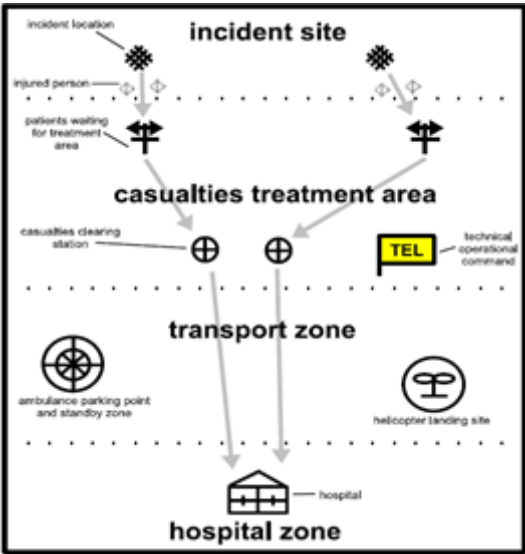 incident location
incident site
injured person
patients waiting
for treatment
area
casualties treatment area
casualties clearing
station
TEL
technical
operational
command
transport zone
ambulance parking point
and standby zone
helicopter landing site
hospital
hospital zone